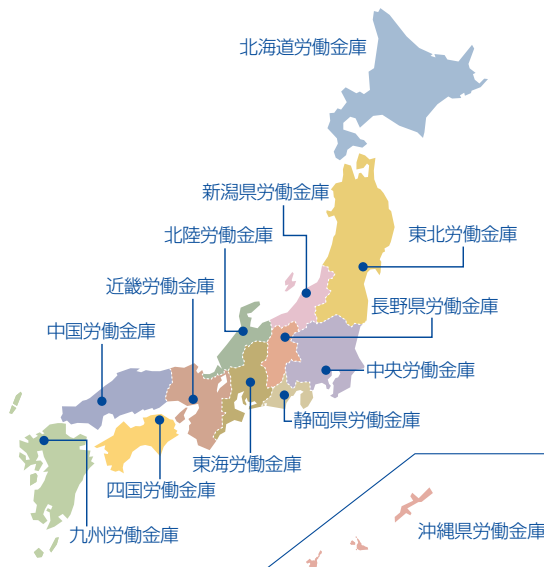 北海道労働金庫
新潟県労働金庫
北陸労働金庫
東北労働金庫
近畿労働金庫
長野県労働金庫
中国労働金庫
中央労働金庫
静岡県労働金庫
東海労働金庫
四国労働金庫
九州労働金庫
沖縄県労働金庫